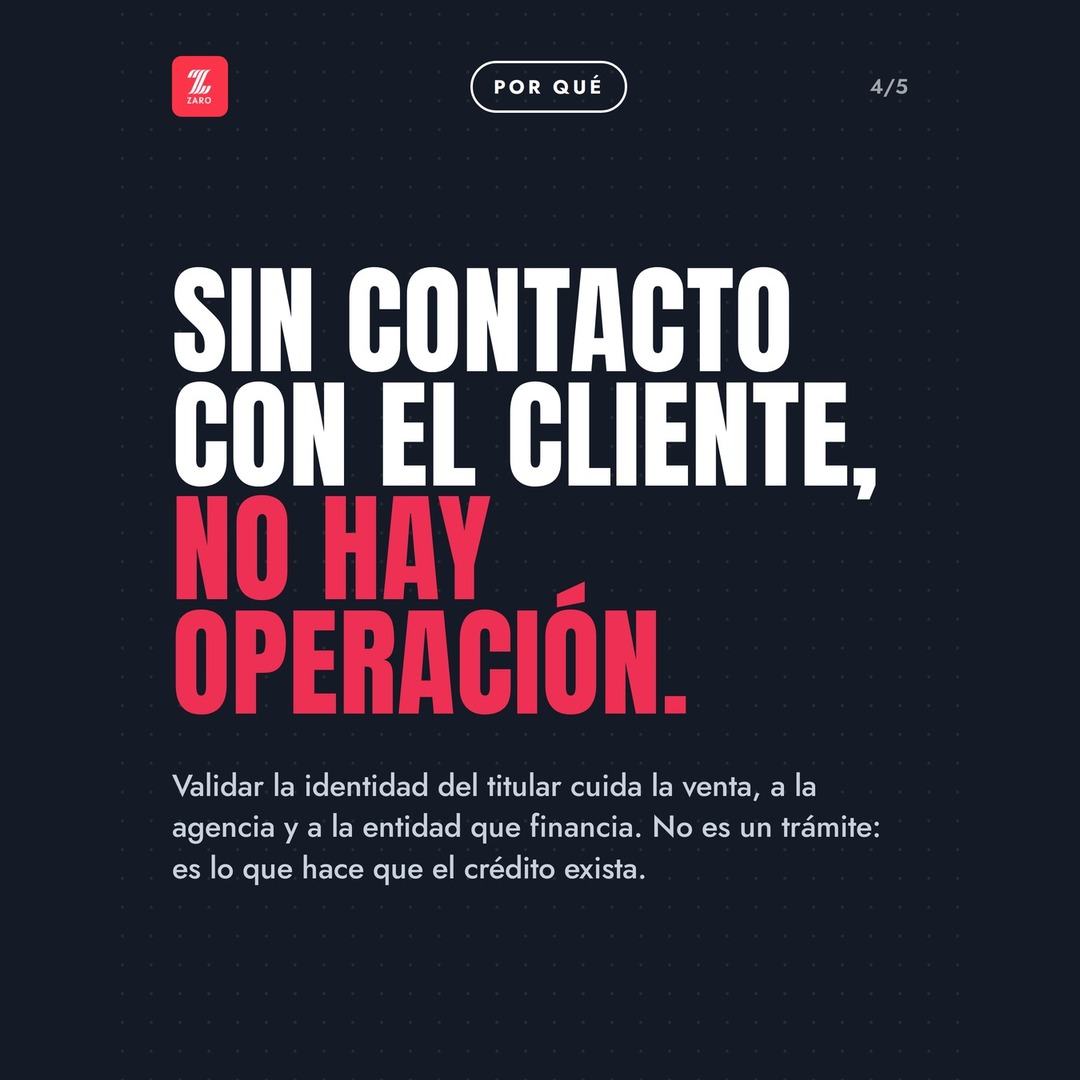 ZARO
POR QUÉ
4/5
SIN CONTACTO
CON EL CLIENTE,
NO HAY
OPERACIÓN.
Validar la identidad del titular cuida la venta, a la
agencia y a la entidad que financia. No es un trámite:
es lo que hace que el crédito exista.